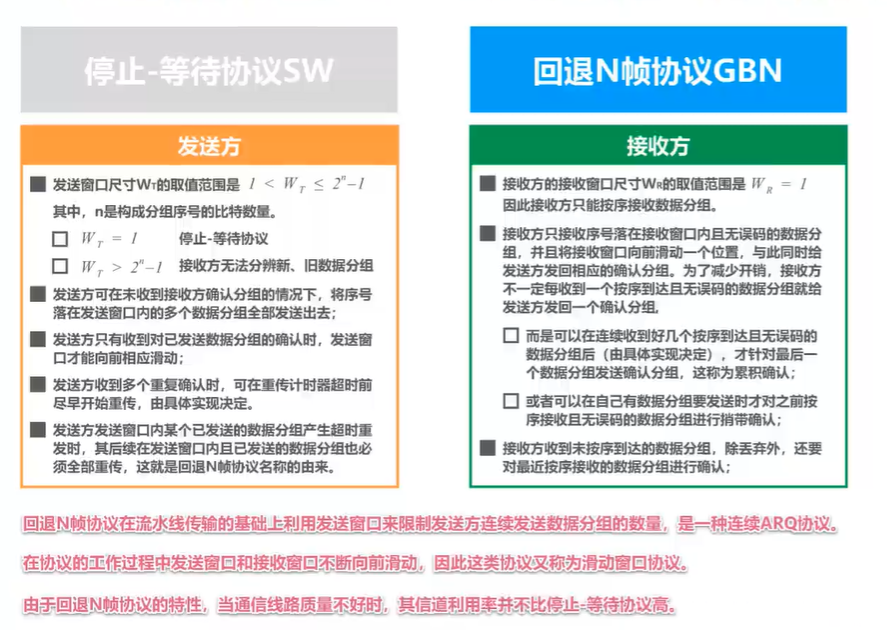 停止-等待协议SW
回退N帧协议GBN
发送方
发送窗口尺寸WT的取值范围是 1 < W_T ≤ 2^n–1
其中，n是构成分组序号的比特数量。
W_T = 1 停止-等待协议
W_T > 2^n–1 接收方无法分辨新、旧数据分组
发送方可在未收到接收方确认分组的情况下，将序号
落在发送窗口内的多个数据分组全部发送出去；
发送方只有收到对已发送数据分组的确认时，发送窗
口才能向前相应滑动；
发送方收到多个重复确认时，可在重传计时器超时前
尽早开始重传，由具体实现决定。
发送方发送窗口内某个已发送的数据分组产生超时重
发时，其后续在发送窗口内且已发送的数据分组也必
须全部重传，这就是回退N帧协议名称的由来。
接收方
接收方的接收窗口尺寸WR的取值范围是 W_R = 1
因此接收方只能按序接收数据分组。
接收方只接收序号落在接收窗口内且无误码的数据分
组，并且将接收窗口向前滑动一个位置，与此同时给
发送方发回相应的确认分组。为了减少开销，接收方
不一定每收到一个按序到达且无误码的数据分组就给
发送方发回一个确认分组，
而是可以在连续收到好几个按序到达且无误码的
数据分组后（由具体实现决定），才针对最后一
个数据分组发送确认分组，这称为累积确认；
或者可以在自己有数据分组要发送时才对之前按
序接收且无误码的数据分组进行捎带确认；
接收方收到未按序到达的数据分组，除丢弃外，还要
对最近按序接收的数据分组进行确认；
回退N帧协议在流水线传输的基础上利用发送窗口来限制发送方连续发送数据分组的数量，是一种连续ARQ协议。
在协议的工作过程中发送窗口和接收窗口不断向前滑动，因此这类协议又称为滑动窗口协议。
由于回退N帧协议的特性，当通信线路质量不好时，其信道利用率并不比停止-等待协议高。